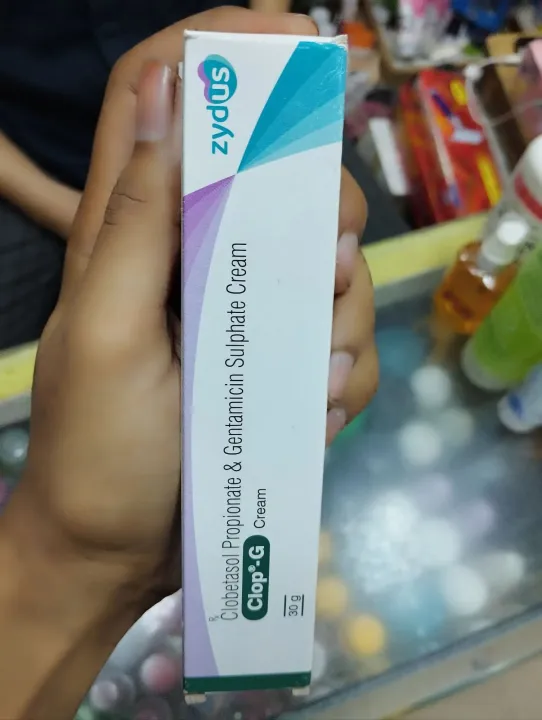 zydus
℞
Clobetasol Propionate & Gentamicin Sulphate Cream
Clop®-G Cream
30 g